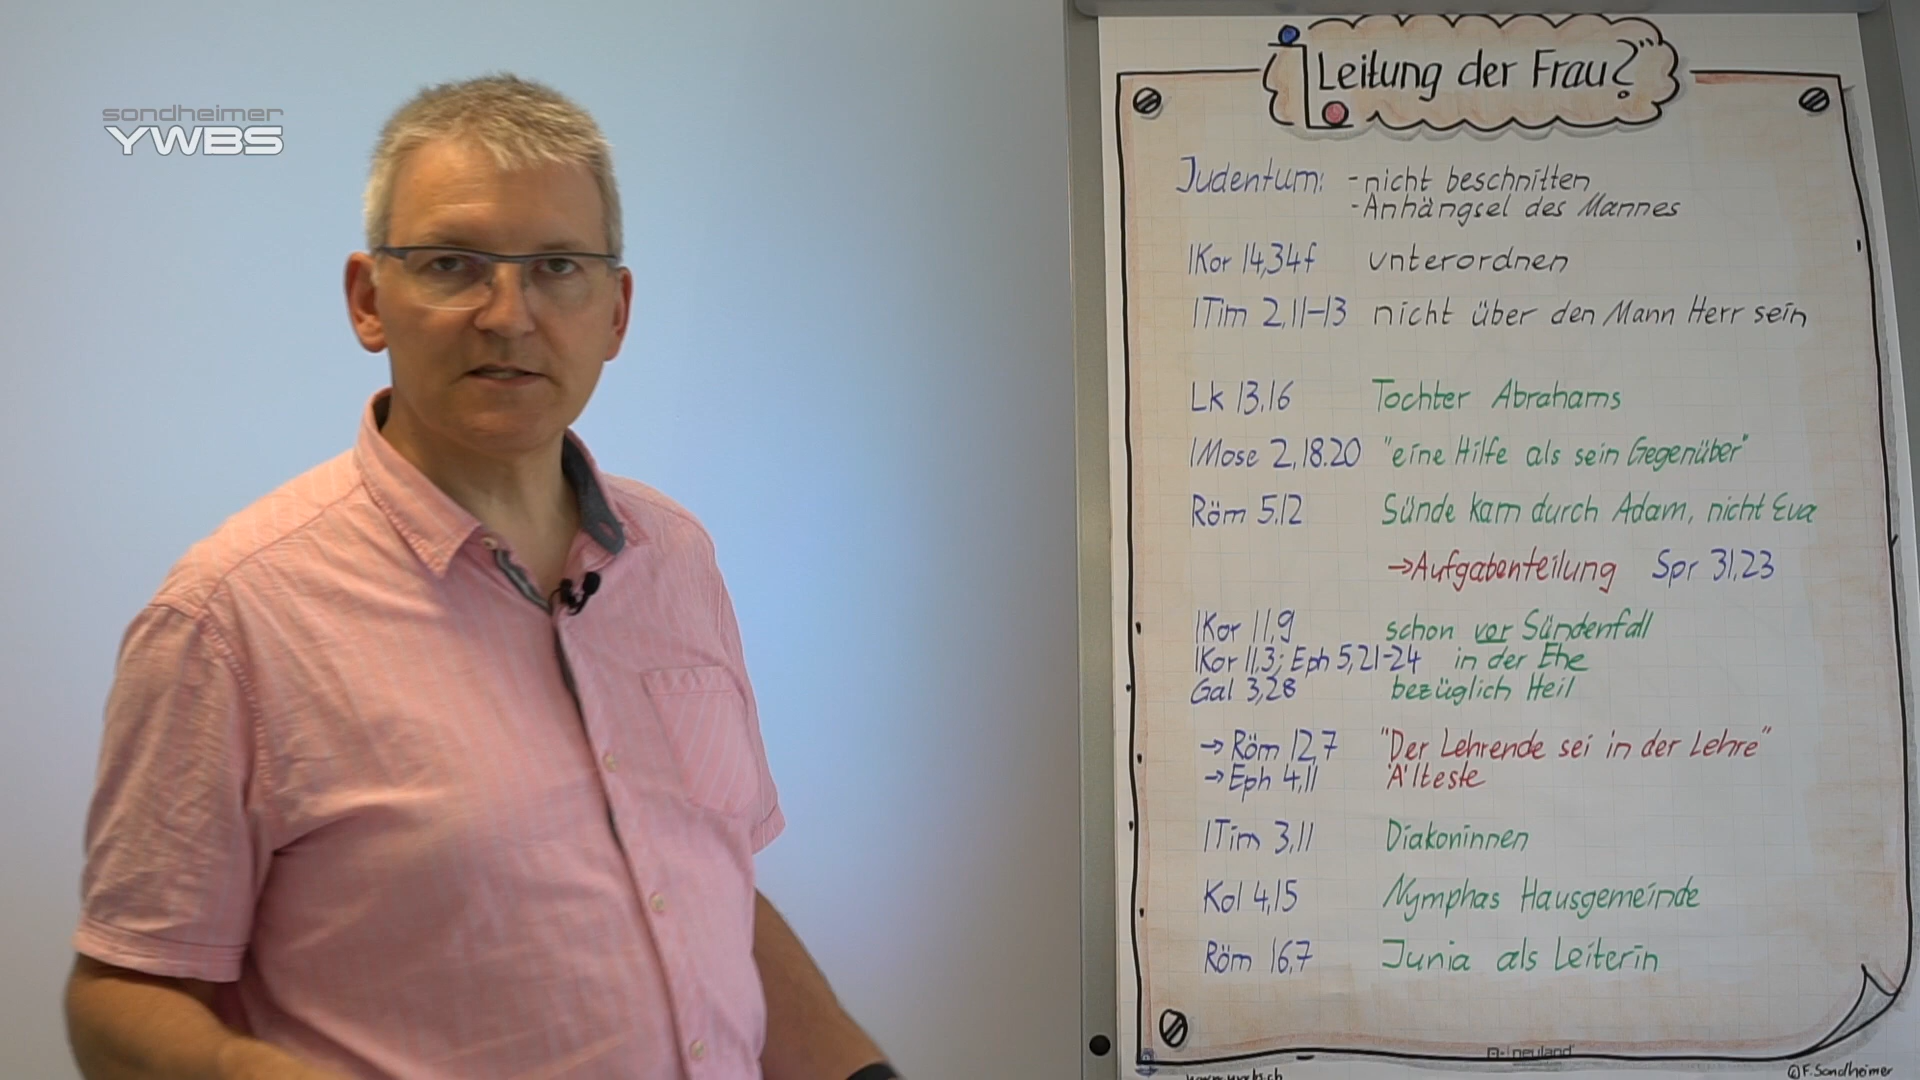 sondheimer
YWBS
Leitung der Frau?
Judentum: - nicht beschnitten
- Anhängsel des Mannes
1Kor 14,34f unterordnen
1Tim 2,11-13 nicht über den Mann Herr sein
Lk 13,16 Tochter Abrahams
1Mose 2,18.20 "eine Hilfe als sein Gegenüber"
Röm 5,12 Sünde kam durch Adam, nicht Eva
→Aufgabenteilung Spr 31,23
1Kor 11,9 schon vor Sündenfall
1Kor 11,3; Eph 5,21-24 in der Ehe
Gal 3,28 bezüglich Heil
→ Röm 12,7 "Der Lehrende sei in der Lehre"
→ Eph 4,11 Älteste
1Tim 3,11 Diakoninnen
Kol 4,15 Nymphas Hausgemeinde
Röm 16,7 Junia als Leiterin
neuland
©F.Sondheimer